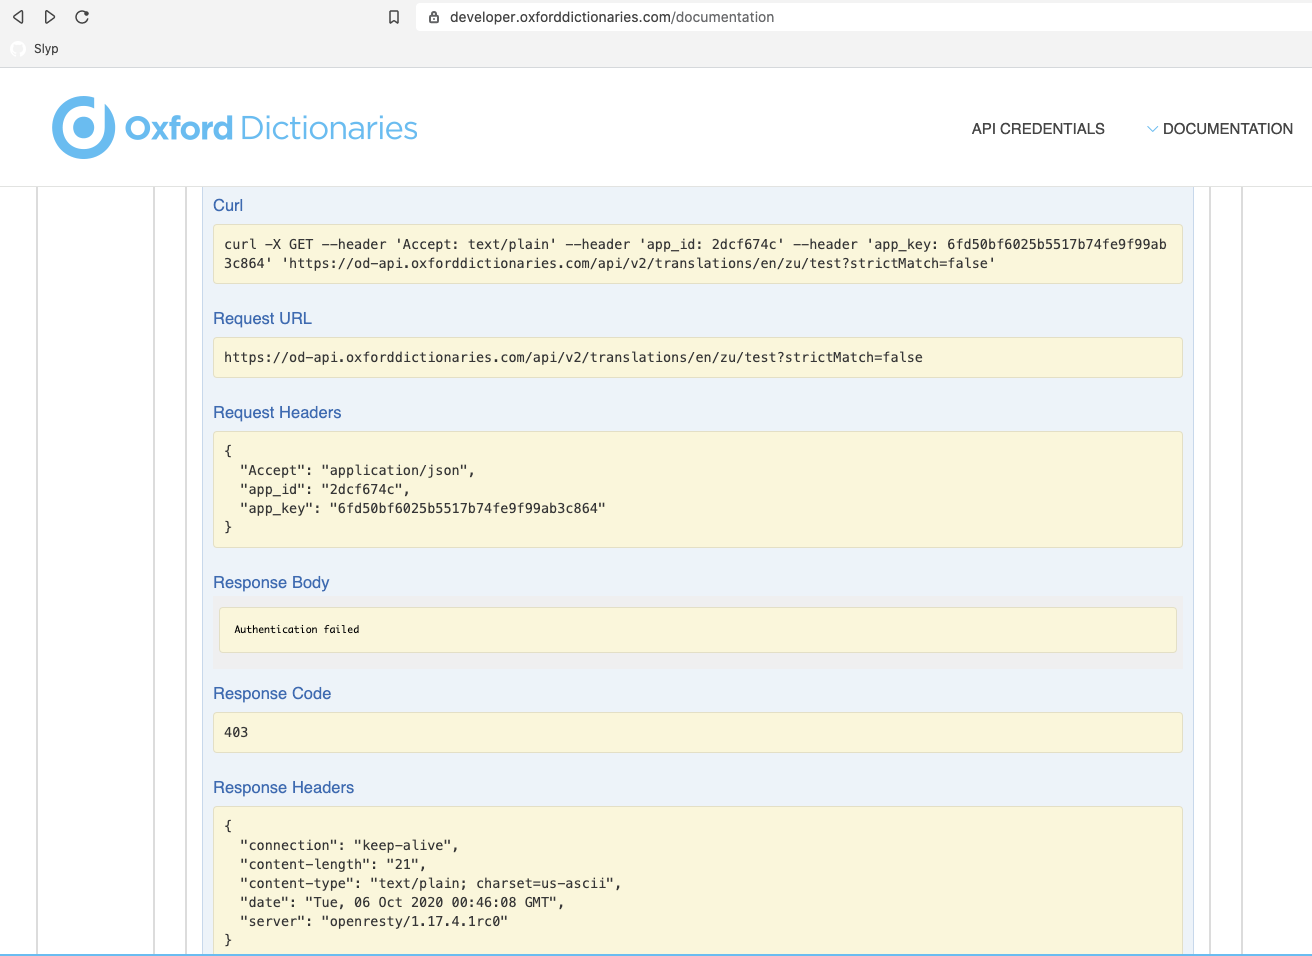 developer.oxforddictionaries.com/documentation
Slyp
Oxford Dictionaries
API CREDENTIALS
DOCUMENTATION
Curl
curl -X GET --header 'Accept: text/plain' --header 'app_id: 2dcf674c' --header 'app_key: 6fd50bf6025b5517b74fe9f99ab
3c864' 'https://od-api.oxforddictionaries.com/api/v2/translations/en/zu/test?strictMatch=false'
Request URL
https://od-api.oxforddictionaries.com/api/v2/translations/en/zu/test?strictMatch=false
Request Headers
{
  "Accept": "application/json",
  "app_id": "2dcf674c",
  "app_key": "6fd50bf6025b5517b74fe9f99ab3c864"
}
Response Body
Authentication failed
Response Code
403
Response Headers
{
  "connection": "keep-alive",
  "content-length": "21",
  "content-type": "text/plain; charset=us-ascii",
  "date": "Tue, 06 Oct 2020 00:46:08 GMT",
  "server": "openresty/1.17.4.1rc0"
}